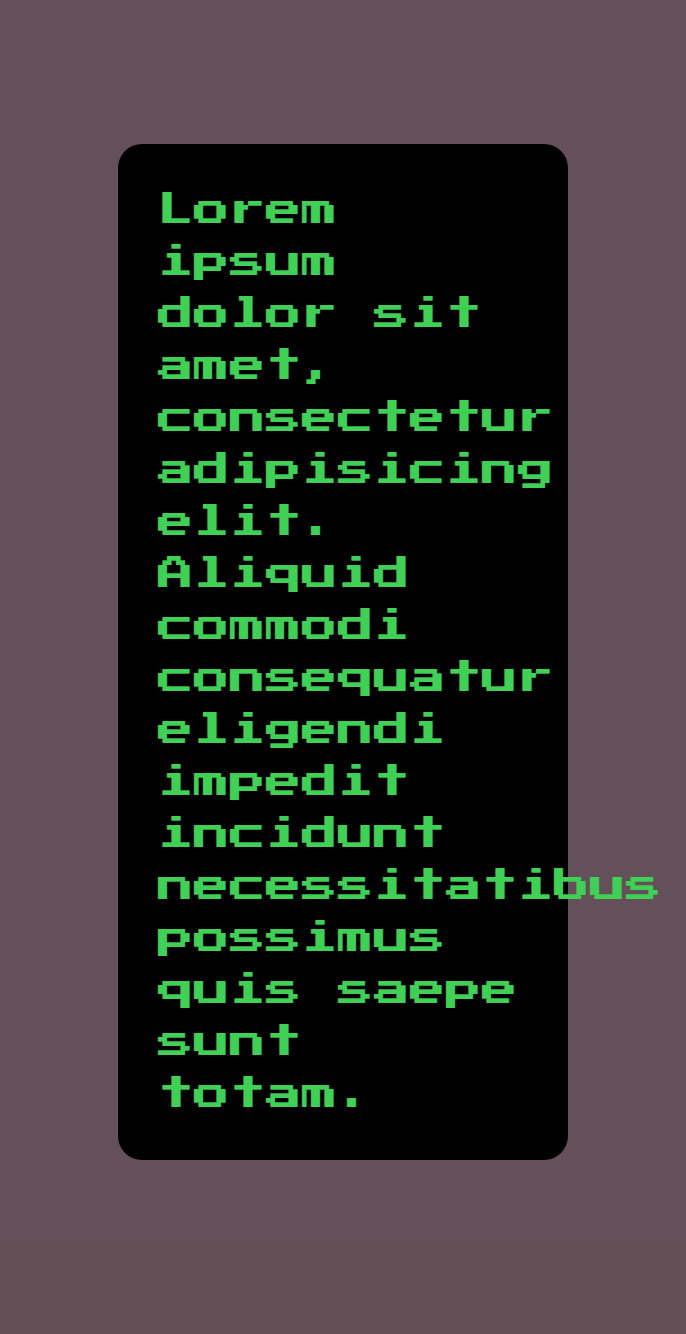 Lorem
ipsum
dolor sit
amet,
consectetur
adipisicing
elit.
Aliquid
commodi
consequatur
eligendi
impedit
incidunt
necessitatibus
possimus
quis saepe
sunt
totam.